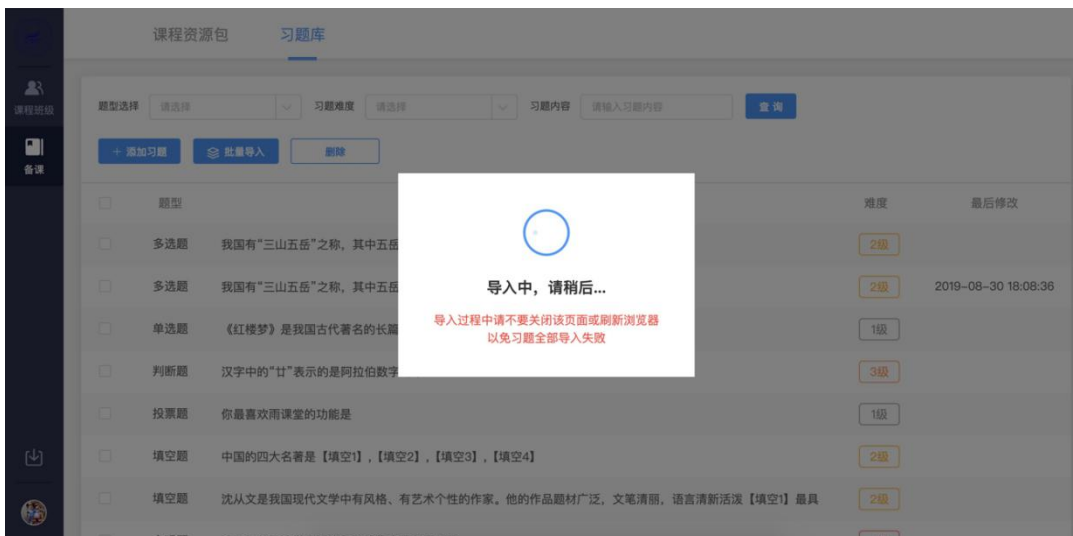 课程资源包 习题库
课程班级
题型选择 请选择 习题难度 请选择 习题内容 请输入习题内容 查 询
+ 添加习题 批量导入 删除
备课
题型 难度 最后修改
多选题 我国有“三山五岳”之称，其中五岳 2级
多选题 我国有“三山五岳”之称，其中五岳 2级 2019-08-30 18:08:36
导入中，请稍后...
导入过程中请不要关闭该页面或刷新浏览器
以免习题全部导入失败
单选题 《红楼梦》是我国古代著名的长篇 1级
判断题 汉字中的“廿”表示的是阿拉伯数字 3级
投票题 你最喜欢雨课堂的功能是 1级
填空题 中国的四大名著是【填空1】,【填空2】,【填空3】,【填空4】 2级
填空题 沈从文是我国现代文学中有风格、有艺术个性的作家。他的作品题材广泛，文笔清丽，语言清新活泼【填空1】最具 2级